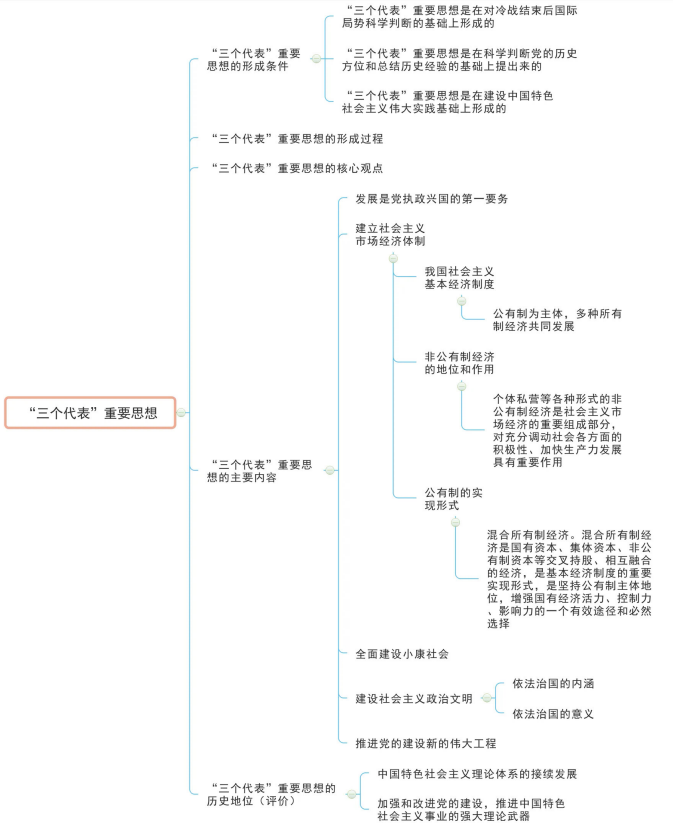 “三个代表”重要思想是在对冷战结束后国际
局势科学判断的基础上形成的
“三个代表”重要
思想的形成条件
“三个代表”重要思想是在科学判断党的历史
方位和总结历史经验的基础上提出来的
“三个代表”重要思想是在建设中国特色
社会主义伟大实践基础上形成的
“三个代表”重要思想的形成过程
“三个代表”重要思想的核心观点
发展是党执政兴国的第一要务
建立社会主义
市场经济体制
我国社会主义
基本经济制度
公有制为主体，多种所有
制经济共同发展
非公有制经济
的地位和作用
个体私营等各种形式的非
公有制经济是社会主义市
场经济的重要组成部分，
对充分调动社会各方面的
积极性、加快生产力发展
具有重要作用
“三个代表”重要思想
“三个代表”重要思
想的主要内容
公有制的实
现形式
混合所有制经济。混合所有制经
济是国有资本、集体资本、非公
有制资本等交叉持股、相互融合
的经济，是基本经济制度的重要
实现形式，是坚持公有制主体地
位，增强国有经济活力、控制力
、影响力的一个有效途径和必然
选择
全面建设小康社会
建设社会主义政治文明
依法治国的内涵
依法治国的意义
推进党的建设新的伟大工程
“三个代表”重要思想的
历史地位（评价）
中国特色社会主义理论体系的接续发展
加强和改进党的建设，推进中国特色
社会主义事业的强大理论武器